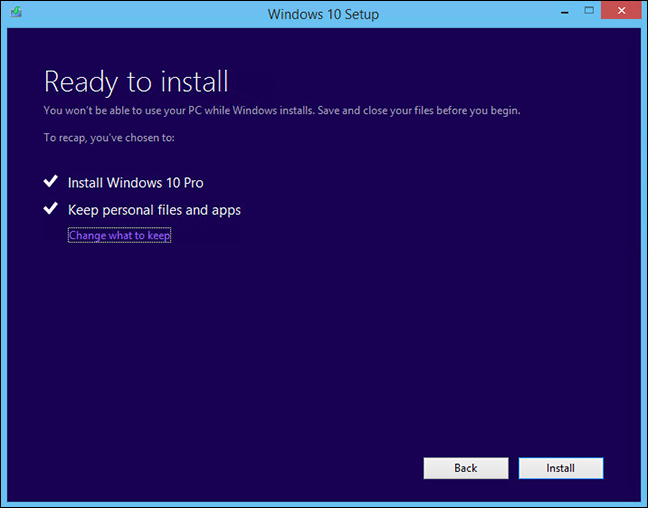 Windows 10 Setup
Ready to install
You won't be able to use your PC while Windows installs. Save and close your files before you begin.
To recap, you've chosen to:
Install Windows 10 Pro
Keep personal files and apps
Change what to keep
Back
Install